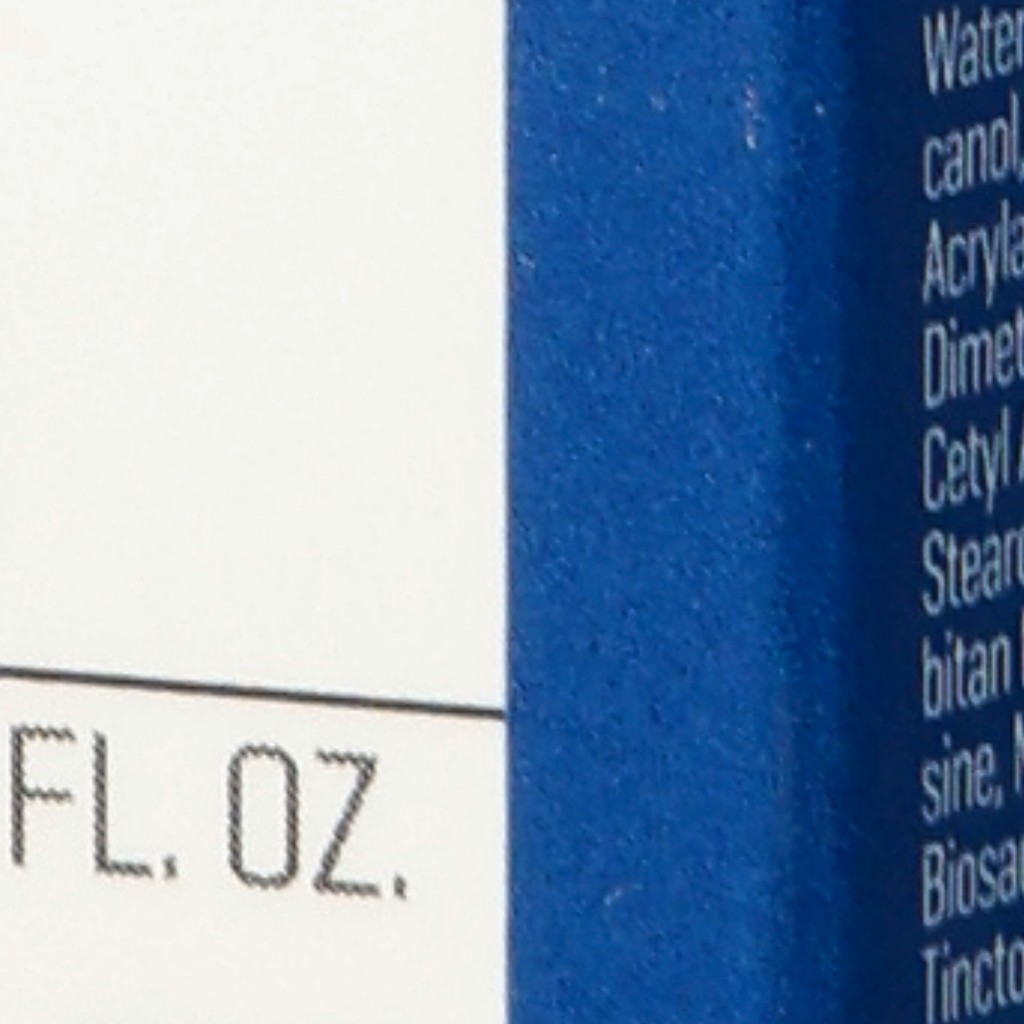 FL. OZ.
Water
canol,
Acryla
Dimet
Cetyl A
Stear
bitan
sine, N
Biosa
Tincto